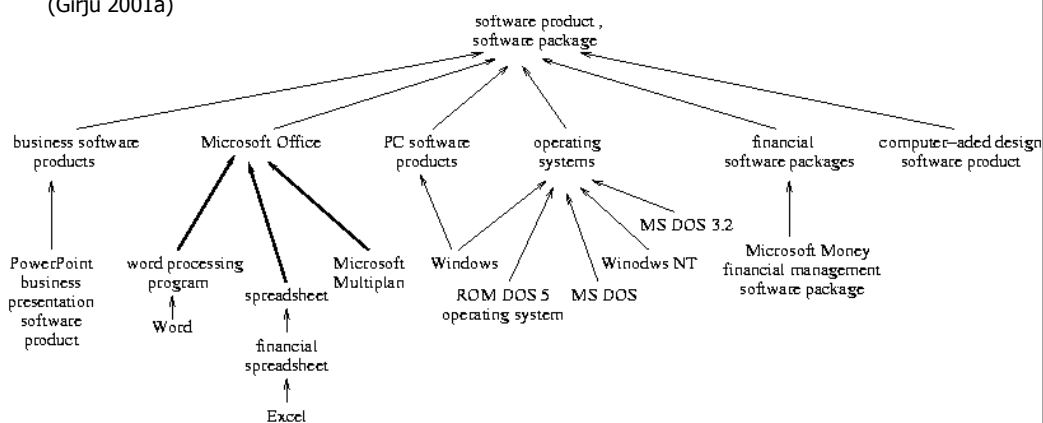 (Girju 2001a)
software product ,
software package
business software
products
Microsoft Office
PC software
products
operating
systems
financial
software packages
computer-aded design
software product
PowerPoint
business
presentation
software
product
word processing
program
Word
spreadsheet
financial
spreadsheet
Excel
Microsoft
Multiplan
Windows
ROM DOS 5
operating system
MS DOS
Winodws NT
MS DOS 3.2
Microsoft Money
financial management
software package